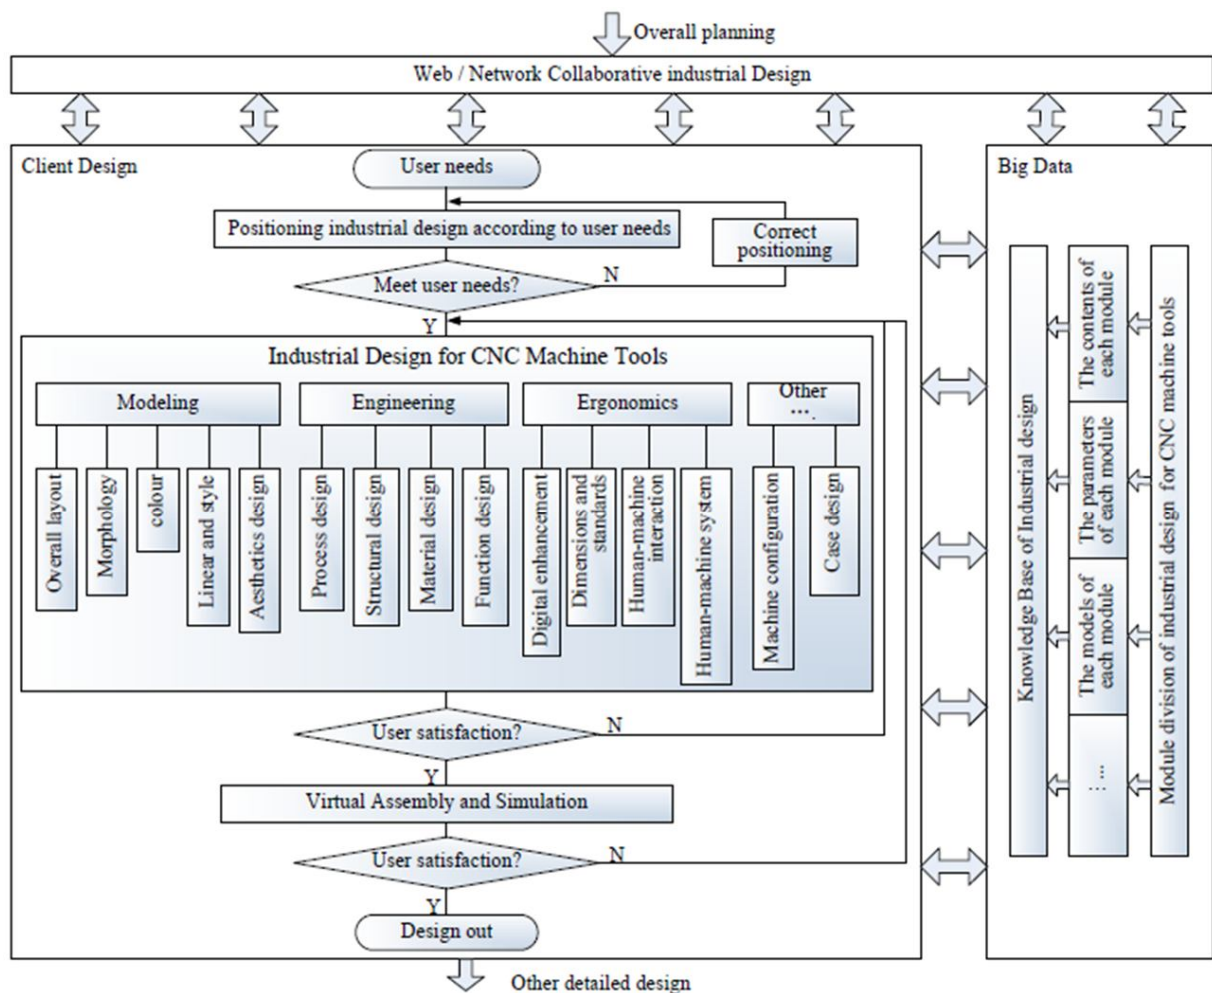 Overall planning
Web / Network Collaborative industrial Design
Client Design
User needs
Positioning industrial design according to user needs
Correct
positioning
Meet user needs?
N
Y
Industrial Design for CNC Machine Tools
Modeling
Engineering
Ergonomics
Other
….
Overall layout
Morphology
colour
Linear and style
Aesthetics design
Process design
Structural design
Material design
Function design
Digital enhancement
Dimensions and
standards
Human-machine
interaction
Human-machine system
Machine configuration
Case design
User satisfaction?
N
Y
Virtual Assembly and Simulation
User satisfaction?
N
Y
Design out
Other detailed design
Big Data
Knowledge Base of Industrial design
The contents of
each module
The parameters
of each module
The models of
each module
… …
Module division of industrial design for CNC machine tools